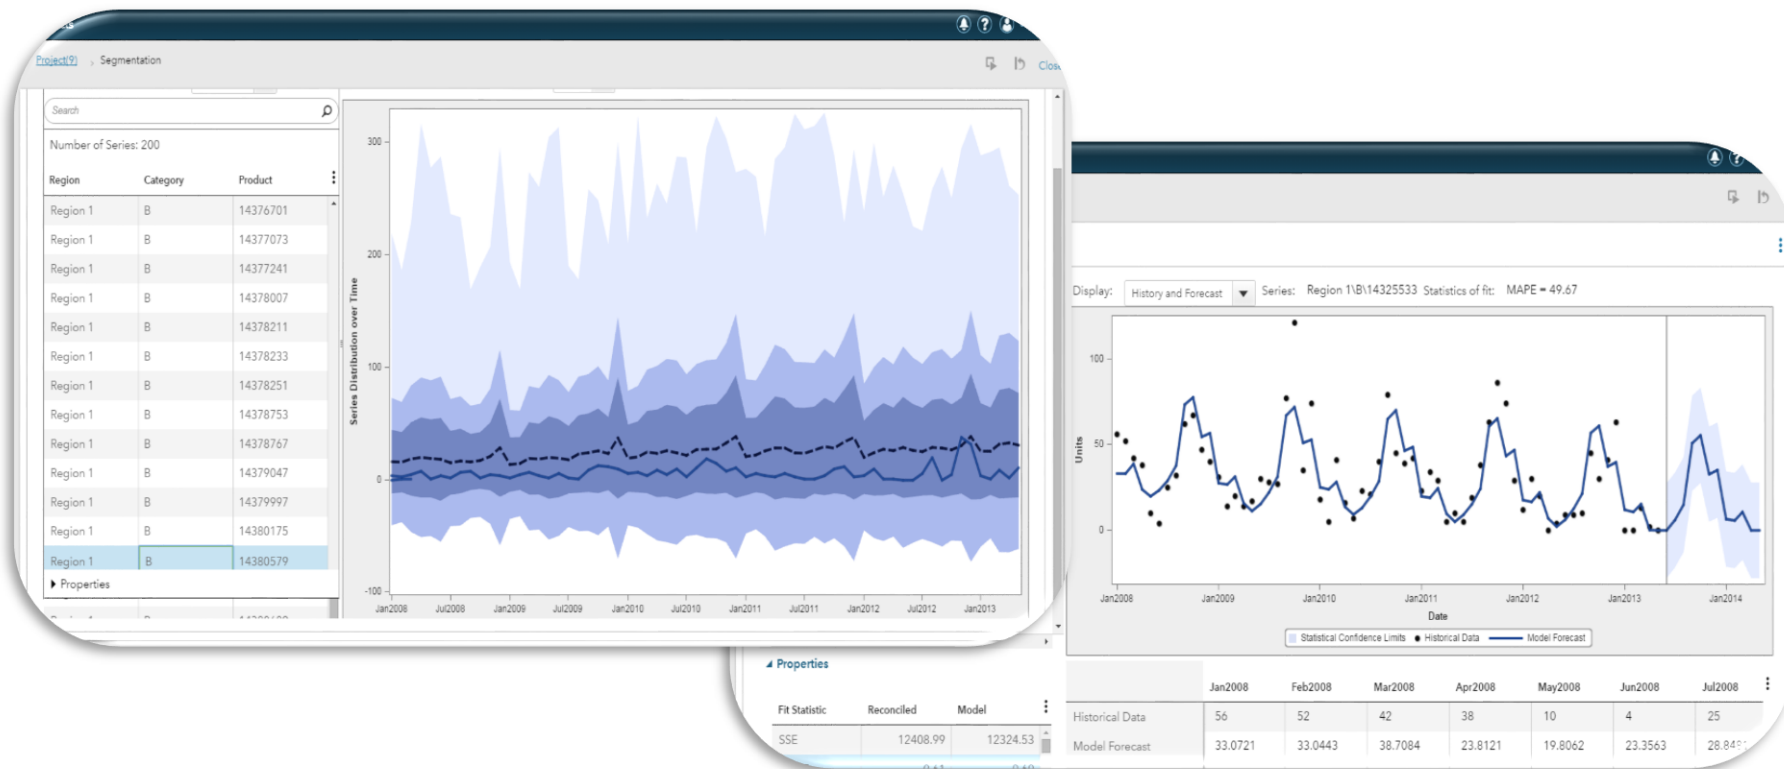 Project(9) Segmentation
Close
Search
Number of Series: 200
Region Category Product
Region 1 B 14376701
Region 1 B 14377073
Region 1 B 14377241
Region 1 B 14378007
Region 1 B 14378211
Region 1 B 14378233
Region 1 B 14378251
Region 1 B 14378753
Region 1 B 14378767
Region 1 B 14379047
Region 1 B 14379997
Region 1 B 14380175
Region 1 B 14380579
Properties
Series Distribution over Time
300
200
100
0
-100
Jan2008 Jul2008 Jan2009 Jul2009 Jan2010 Jul2010 Jan2011 Jul2011 Jan2012 Jul2012 Jan2013
Display: History and Forecast Series: Region 1\B\14325533 Statistics of fit: MAPE = 49.67
Units
100
50
0
Jan2008 Jan2009 Jan2010 Jan2011 Jan2012 Jan2013 Jan2014
Date
Statistical Confidence Limits Historical Data Model Forecast
Properties
Fit Statistic Reconciled Model
SSE 12408.99 12324.53
Jan2008 Feb2008 Mar2008 Apr2008 May2008 Jun2008 Jul2008
Historical Data 56 52 42 38 10 4 25
Model Forecast 33.0721 33.0443 38.7084 23.8121 19.8062 23.3563